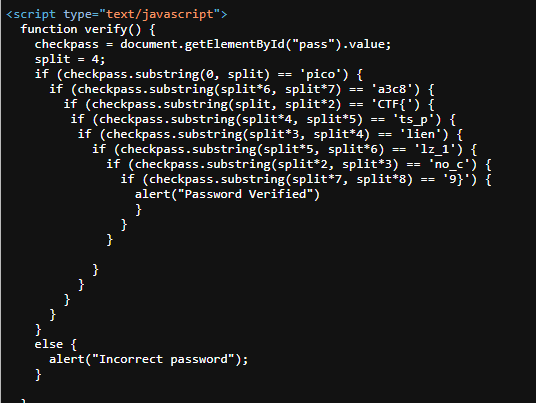 <script type="text/javascript">
function verify() {
checkpass = document.getElementById("pass").value;
split = 4;
if (checkpass.substring(0, split) == 'pico') {
if (checkpass.substring(split*6, split*7) == 'a3c8') {
if (checkpass.substring(split, split*2) == 'CTF{') {
if (checkpass.substring(split*4, split*5) == 'ts_p') {
if (checkpass.substring(split*3, split*4) == 'lien') {
if (checkpass.substring(split*5, split*6) == 'lz_1') {
if (checkpass.substring(split*2, split*3) == 'no_c') {
if (checkpass.substring(split*7, split*8) == '9}') {
alert("Password Verified")
}
}
}
}
}
}
}
}
else {
alert("Incorrect password");
}